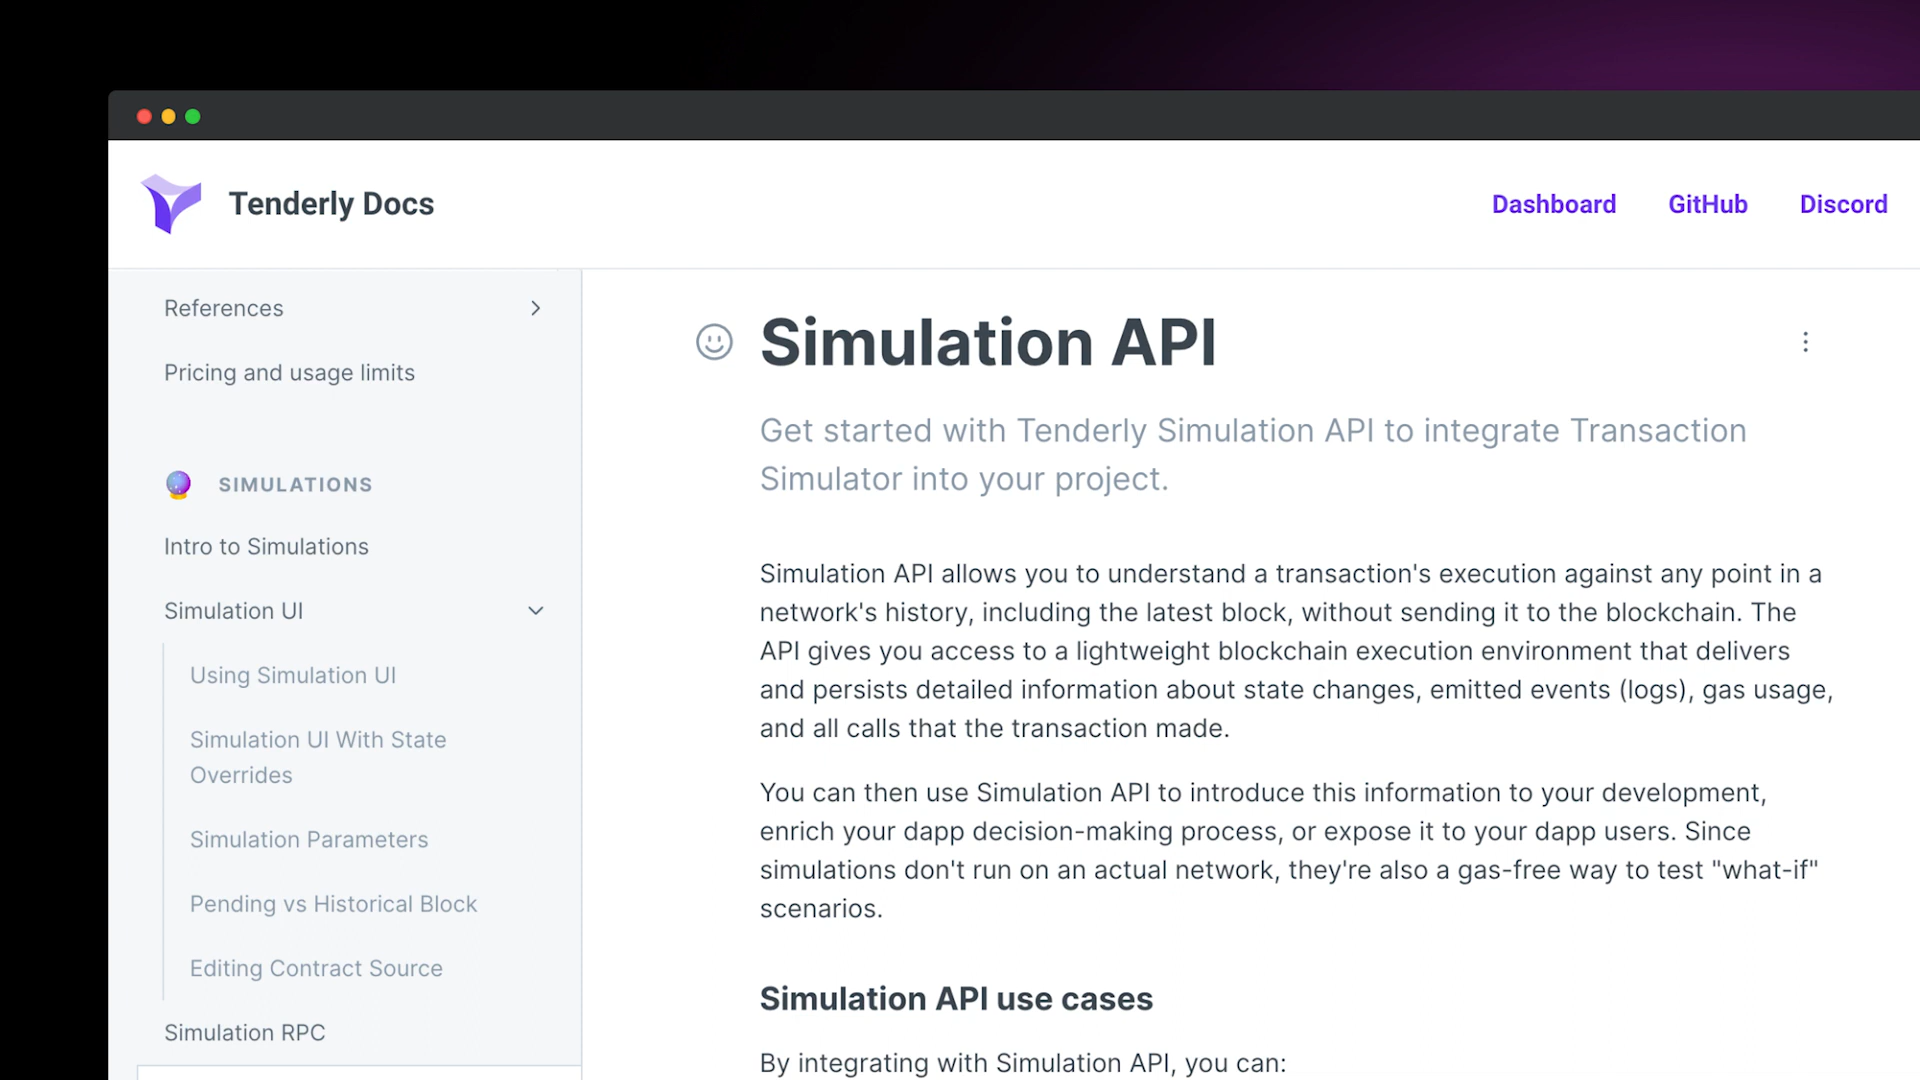 Tenderly Docs
Dashboard
GitHub
Discord
References
Pricing and usage limits
SIMULATIONS
Intro to Simulations
Simulation UI
Using Simulation UI
Simulation UI With State
Overrides
Simulation Parameters
Pending vs Historical Block
Editing Contract Source
Simulation RPC
Simulation API
Get started with Tenderly Simulation API to integrate Transaction
Simulator into your project.
Simulation API allows you to understand a transaction's execution against any point in a
network's history, including the latest block, without sending it to the blockchain. The
API gives you access to a lightweight blockchain execution environment that delivers
and persists detailed information about state changes, emitted events (logs), gas usage,
and all calls that the transaction made.
You can then use Simulation API to introduce this information to your development,
enrich your dapp decision-making process, or expose it to your dapp users. Since
simulations don't run on an actual network, they're also a gas-free way to test "what-if"
scenarios.
Simulation API use cases
By integrating with Simulation API, you can: